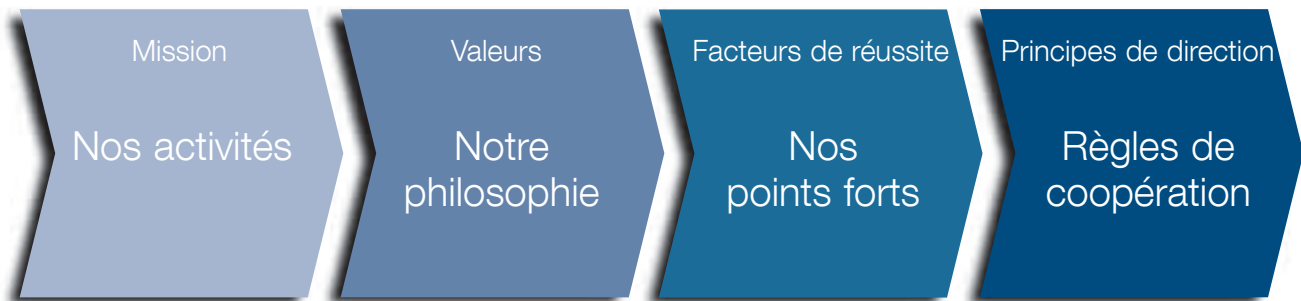 Mission
Nos activités
Valeurs
Notre
philosophie
Facteurs de réussite
Nos
points forts
Principes de direction
Règles de
coopération